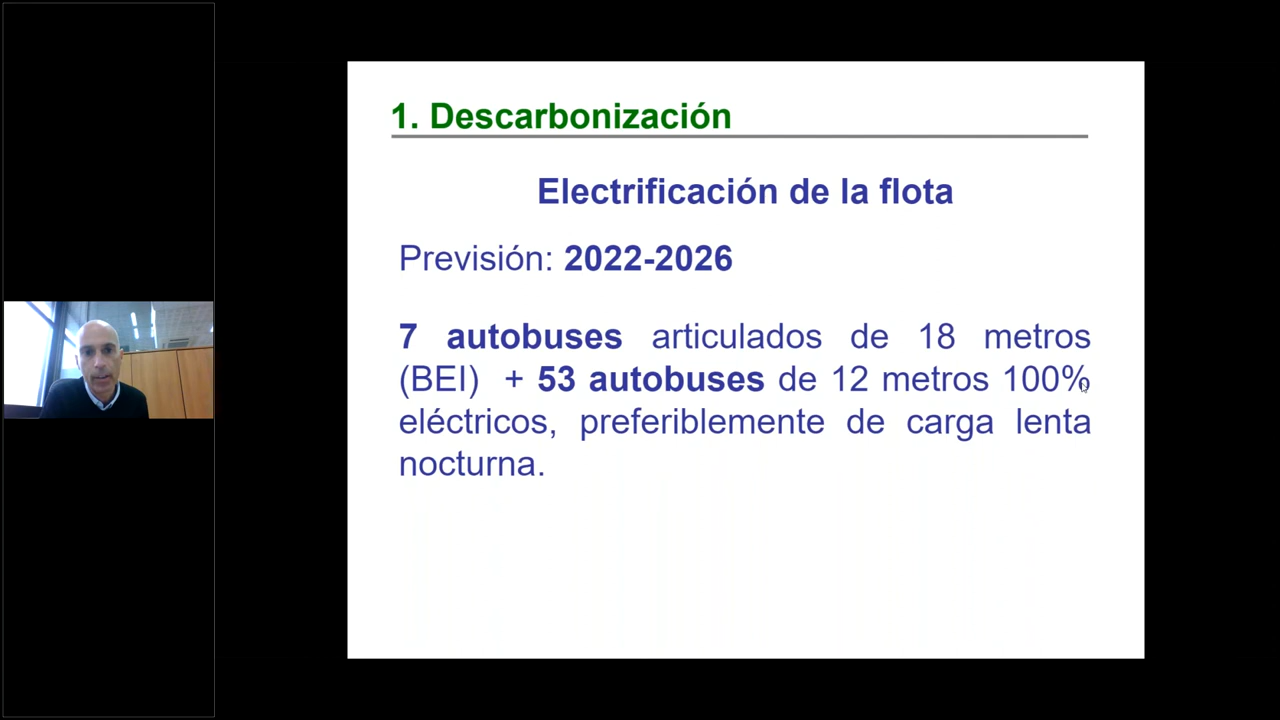 1. Descarbonización
Electrificación de la flota
Previsión: 2022-2026
7 autobuses articulados de 18 metros
(BEI) + 53 autobuses de 12 metros 100%
eléctricos, preferiblemente de carga lenta
nocturna.